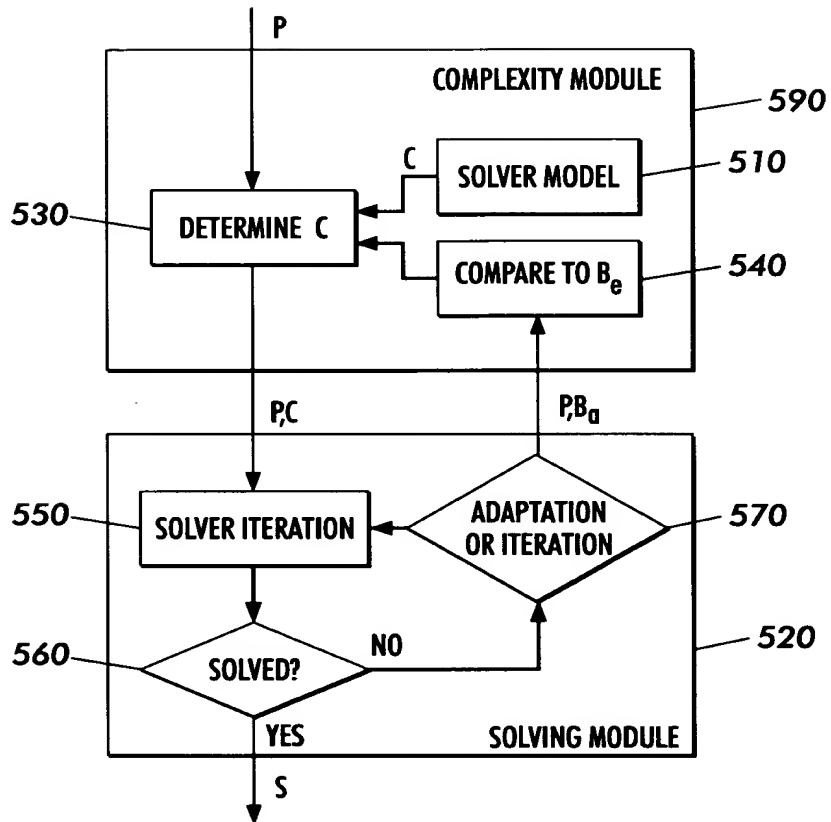 P
COMPLEXITY MODULE
590
C
SOLVER MODEL
510
530
DETERMINE C
COMPARE TO Be
540
P,C
P,Ba
550
SOLVER ITERATION
ADAPTATION
OR ITERATION
570
560
SOLVED?
NO
520
YES
SOLVING MODULE
S